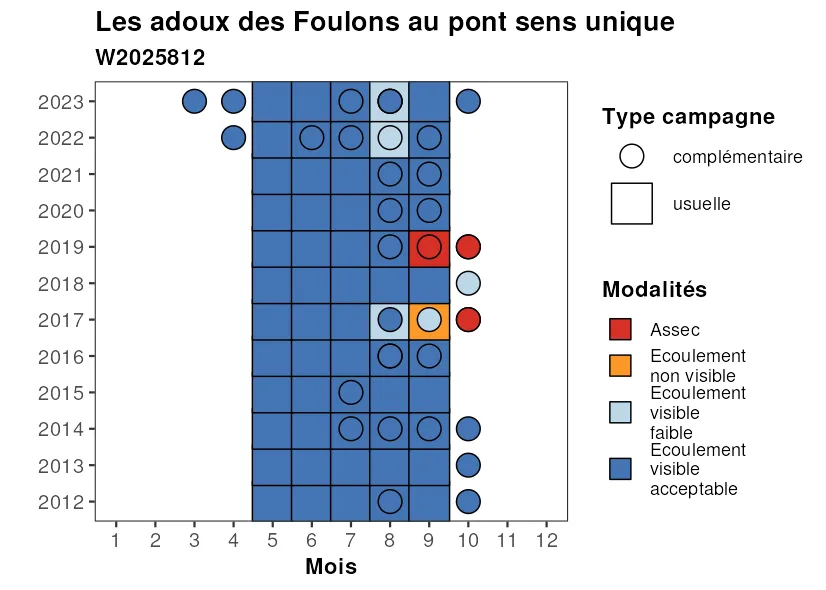 Les adoux des Foulons au pont sens unique
W2025812
2023
2022
2021
2020
2019
2018
2017
2016
2015
2014
2013
2012
1 2 3 4 5 6 7 8 9 10 11 12
Mois
Type campagne
complémentaire
usuelle
Modalités
Assec
Ecoulement
non visible
Ecoulement
visible
faible
Ecoulement
visible
acceptable